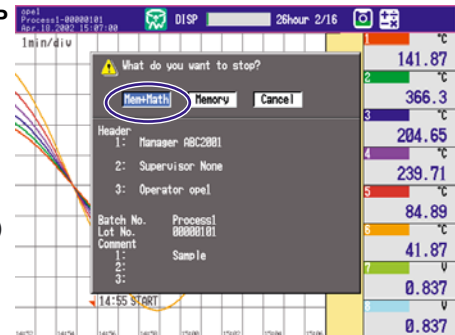 ope1
Process1-00000101
Apr.18.2002 15:07:00
DISP
26hour 2/16
1min/div
What do you want to stop?
Mem+Math Memory Cancel
Header
1: Manager ABC2001
2: Supervisor None
3: Operator ope1
Batch No. Process1
Lot No. 00000101
Comment
1: Sample
2:
3:
14:55 START
1 °C
141.87
2 °C
366.3
3 °C
204.65
4 °C
239.71
5 °C
84.89
6 °C
41.87
7 V
0.837
8 V
0.837